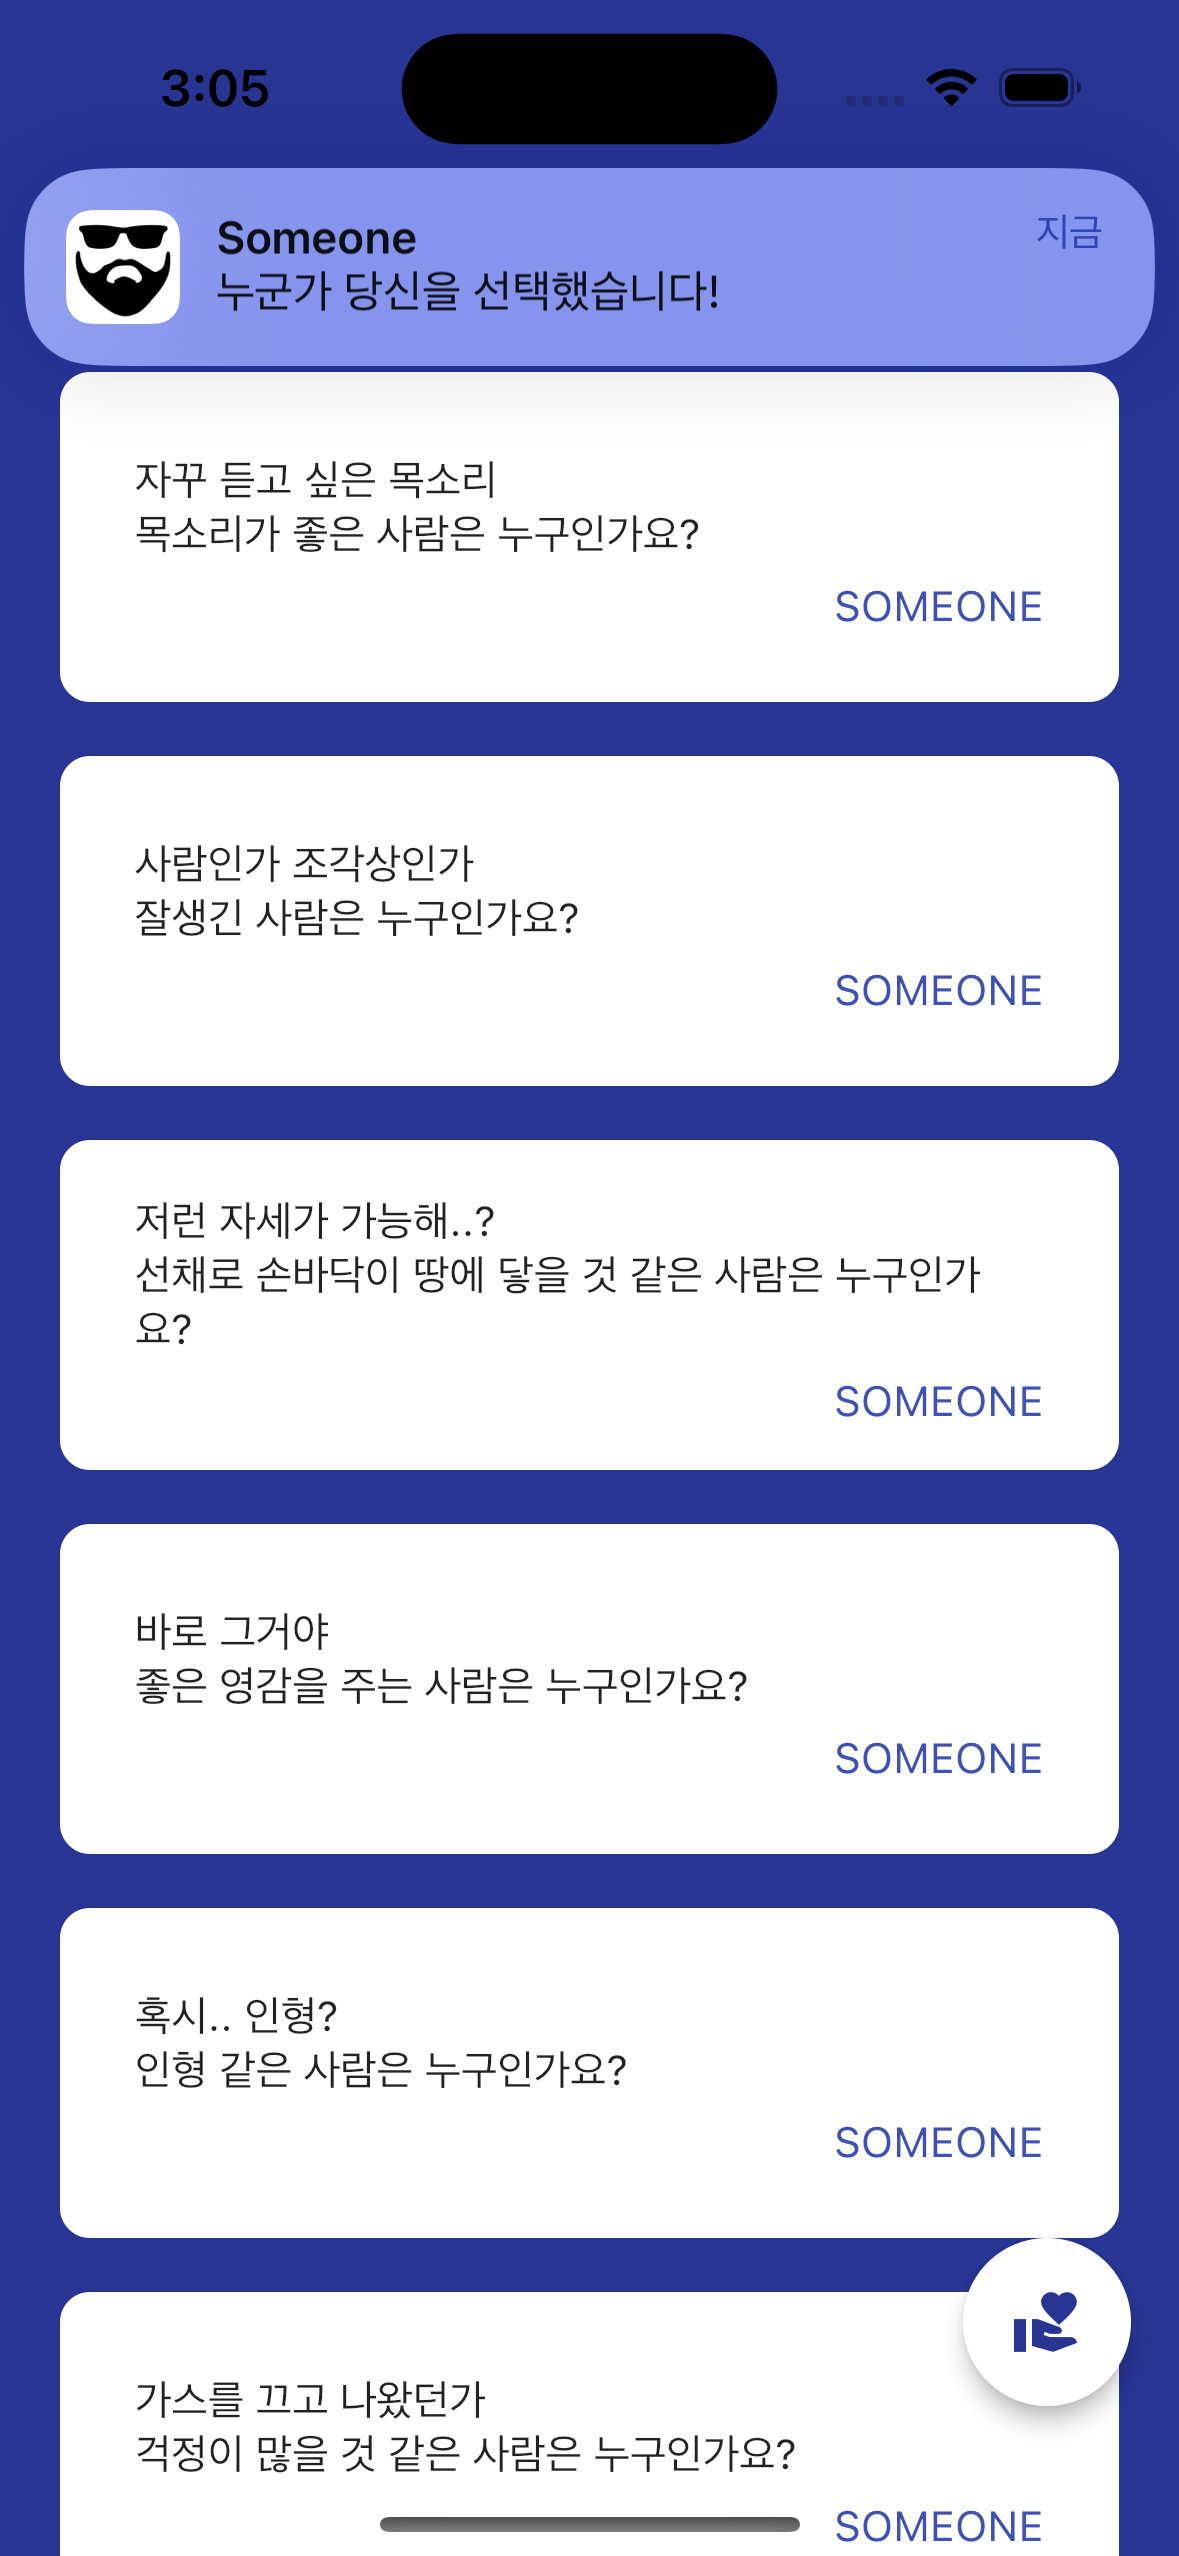 3:05
Someone
지금
누군가 당신을 선택했습니다!
자꾸 듣고 싶은 목소리
목소리가 좋은 사람은 누구인가요?
SOMEONE
사람인가 조각상인가
잘생긴 사람은 누구인가요?
SOMEONE
저런 자세가 가능해..?
선채로 손바닥이 땅에 닿을 것 같은 사람은 누구인가
요?
SOMEONE
바로 그거야
좋은 영감을 주는 사람은 누구인가요?
SOMEONE
혹시.. 인형?
인형 같은 사람은 누구인가요?
SOMEONE
가스를 끄고 나왔던가
걱정이 많을 것 같은 사람은 누구인가요?
SOMEONE